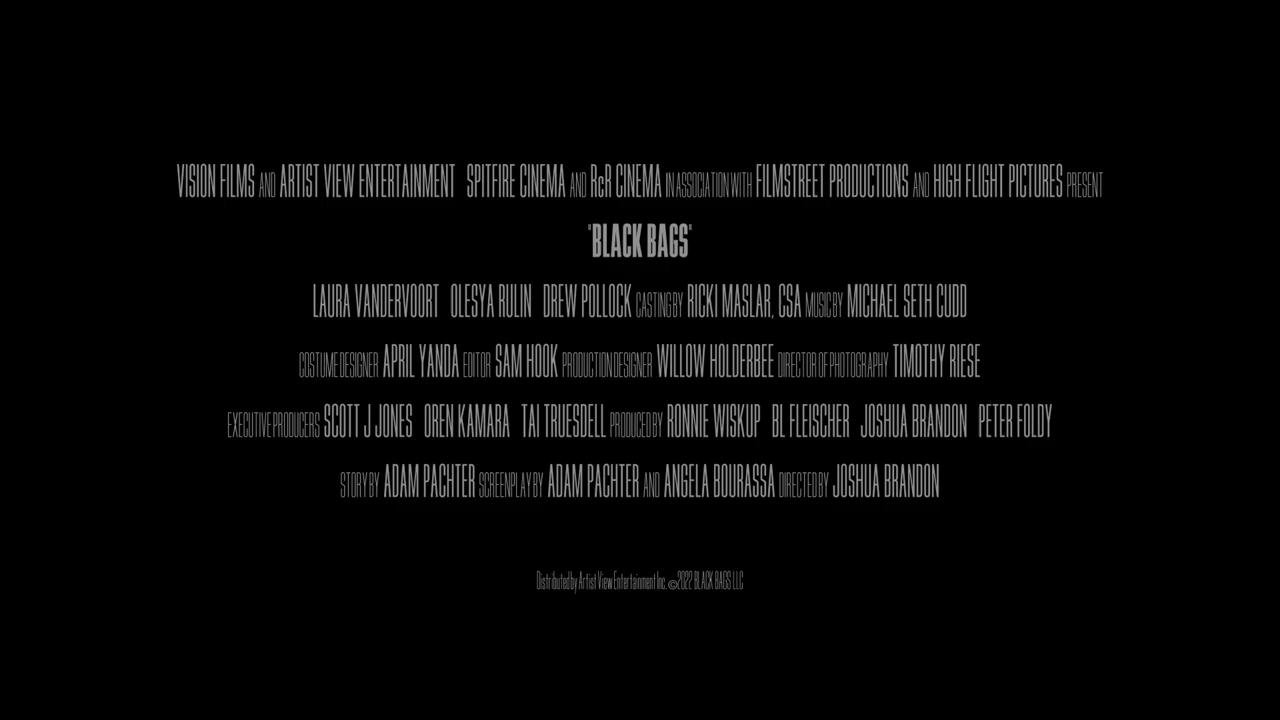 VISION FILMS AND ARTIST VIEW ENTERTAINMENT SPITFIRE CINEMA AND RcR CINEMA IN ASSOCIATION WITH FILMSTREET PRODUCTIONS AND HIGH FLIGHT PICTURES PRESENT
"BLACK BAGS"
LAURA VANDERVOORT OLESYA RULIN DREW POLLOCK CASTING BY RICKI MASLAR, CSA MUSIC BY MICHAEL SETH CUDD
COSTUME DESIGNER APRIL YANDA EDITOR SAM HOOK PRODUCTION DESIGNER WILLOW HOLDERBEE DIRECTOR OF PHOTOGRAPHY TIMOTHY RIESE
EXECUTIVE PRODUCERS SCOTT J JONES OREN KAMARA TAI TRUESDELL PRODUCED BY RONNIE WISKUP BL FLEISCHER JOSHUA BRANDON PETER FOLDY
STORY BY ADAM PACHTER SCREENPLAY BY ADAM PACHTER AND ANGELA BOURASSA DIRECTED BY JOSHUA BRANDON
Distributed by Artist View Entertainment Inc. ©2022 BLACK BAGS LLC